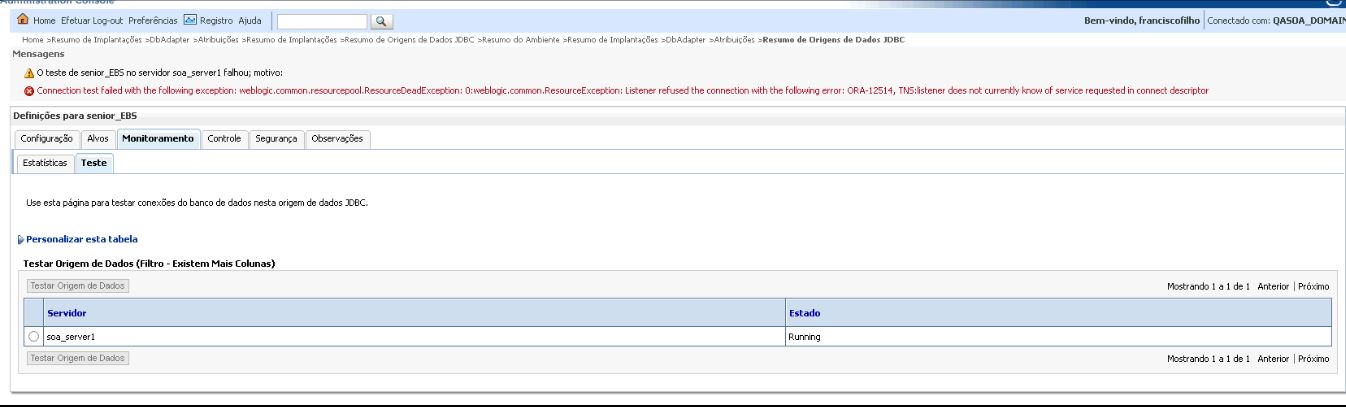 Administration Console
Home Efetuar Log-out Preferências Registro Ajuda
Bem-vindo, franciscofilho Conectado com: QASOA_DOMAIN
Home >Resumo de Implantações >DbAdapter >Atribuições >Resumo de Implantações >Resumo de Origens de Dados JDBC >Resumo do Ambiente >Resumo de Implantações >DbAdapter >Atribuições >Resumo de Origens de Dados JDBC
Mensagens
O teste de senior_EBS no servidor soa_server1 falhou; motivo:
Connection test failed with the following exception: weblogic.common.resourcepool.ResourceDeadException: 0:weblogic.common.ResourceException: Listener refused the connection with the following error: ORA-12514, TNS:listener does not currently know of service requested in connect descriptor
Definições para senior_EBS
Configuração Alvos Monitoramento Controle Segurança Observações
Estatísticas Teste
Use esta página para testar conexões do banco de dados nesta origem de dados JDBC.
Personalizar esta tabela
Testar Origem de Dados (Filtro - Existem Mais Colunas)
Testar Origem de Dados Mostrando 1 a 1 de 1 Anterior | Próximo
Servidor Estado
soa_server1 Running
Testar Origem de Dados Mostrando 1 a 1 de 1 Anterior | Próximo